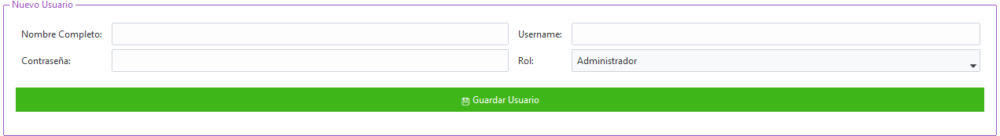 Nuevo Usuario
Nombre Completo: Username:
Contraseña: Rol: Administrador
Guardar Usuario